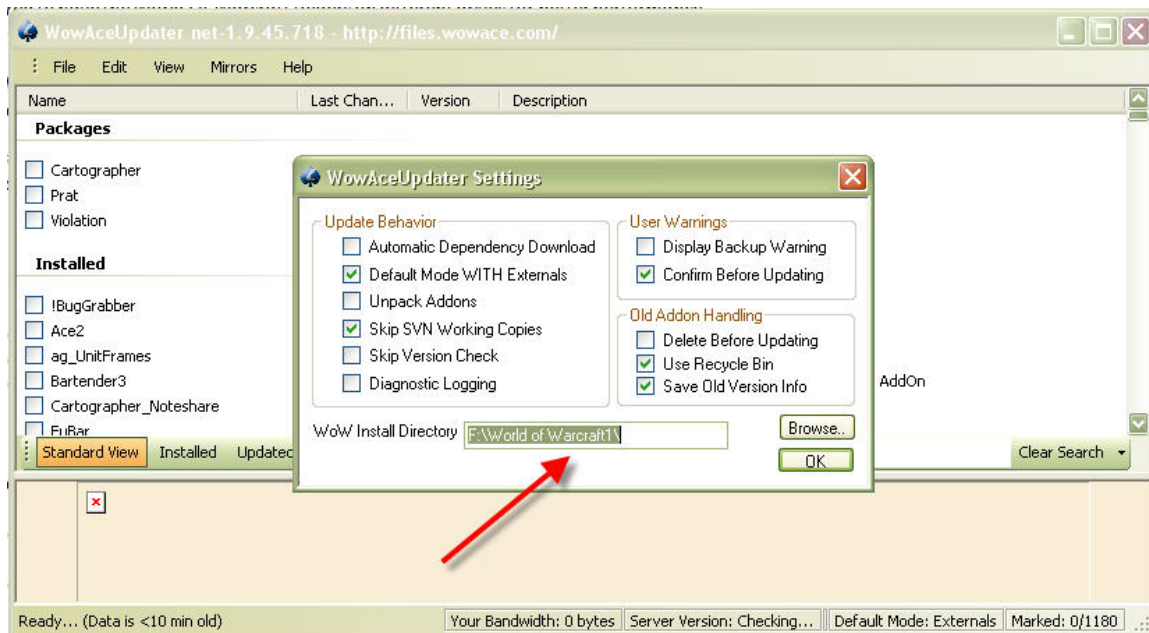 WowAceUpdater net-1.9.45.718 - http://files.wowace.com/
File Edit View Mirrors Help
Name Last Chan... Version Description
Packages
Cartographer
Prat
Violation
Installed
!BugGrabber
Ace2
ag_UnitFrames
Bartender3
Cartographer_Noteshare
FuBar
AddOn
WowAceUpdater Settings
Update Behavior
Automatic Dependency Download
Default Mode WITH Externals
Unpack Addons
Skip SVN Working Copies
Skip Version Check
Diagnostic Logging
User Warnings
Display Backup Warning
Confirm Before Updating
Old Addon Handling
Delete Before Updating
Use Recycle Bin
Save Old Version Info
WoW Install Directory F:\World of Warcraft1\ Browse..
OK
Standard View Installed Updated Clear Search
Ready... (Data is <10 min old) Your Bandwidth: 0 bytes Server Version: Checking... Default Mode: Externals Marked: 0/1180